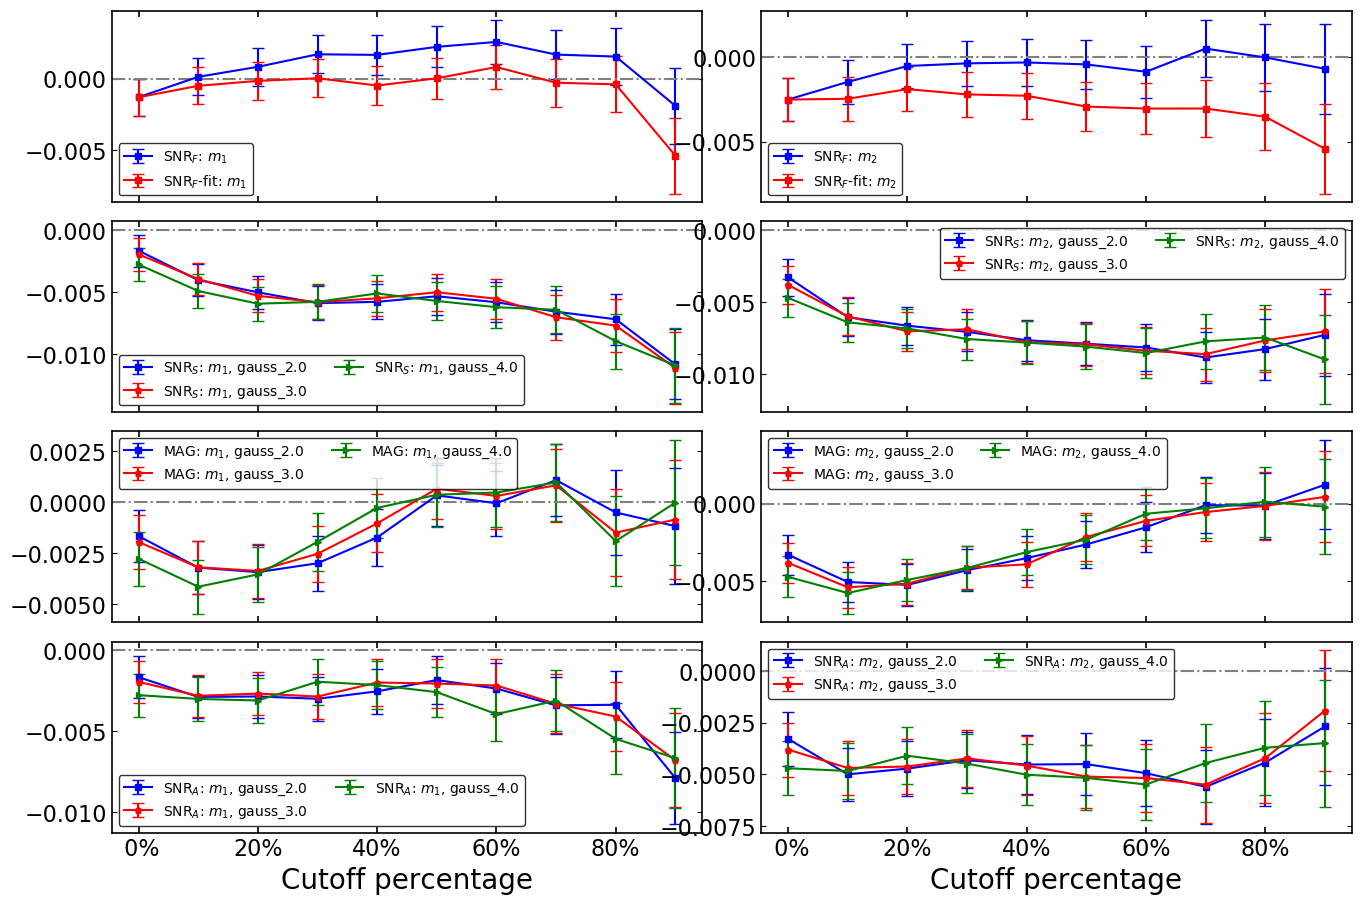 0.000
−0.005
SNR_F: m_1
SNR_F-fit: m_1
0.000
−0.005
SNR_F: m_2
SNR_F-fit: m_2
0.000
−0.005
−0.010
SNR_S: m_1, gauss_2.0 SNR_S: m_1, gauss_4.0
SNR_S: m_1, gauss_3.0
0.000
−0.005
−0.010
SNR_S: m_2, gauss_2.0 SNR_S: m_2, gauss_4.0
SNR_S: m_2, gauss_3.0
0.0025
0.0000
−0.0025
−0.0050
MAG: m_1, gauss_2.0 MAG: m_1, gauss_4.0
MAG: m_1, gauss_3.0
0.000
−0.005
MAG: m_2, gauss_2.0 MAG: m_2, gauss_4.0
MAG: m_2, gauss_3.0
0.000
−0.005
−0.010
SNR_A: m_1, gauss_2.0 SNR_A: m_1, gauss_4.0
SNR_A: m_1, gauss_3.0
0% 20% 40% 60% 80%
Cutoff percentage
0.0000
−0.0025
−0.0050
−0.0075
SNR_A: m_2, gauss_2.0 SNR_A: m_2, gauss_4.0
SNR_A: m_2, gauss_3.0
0% 20% 40% 60% 80%
Cutoff percentage